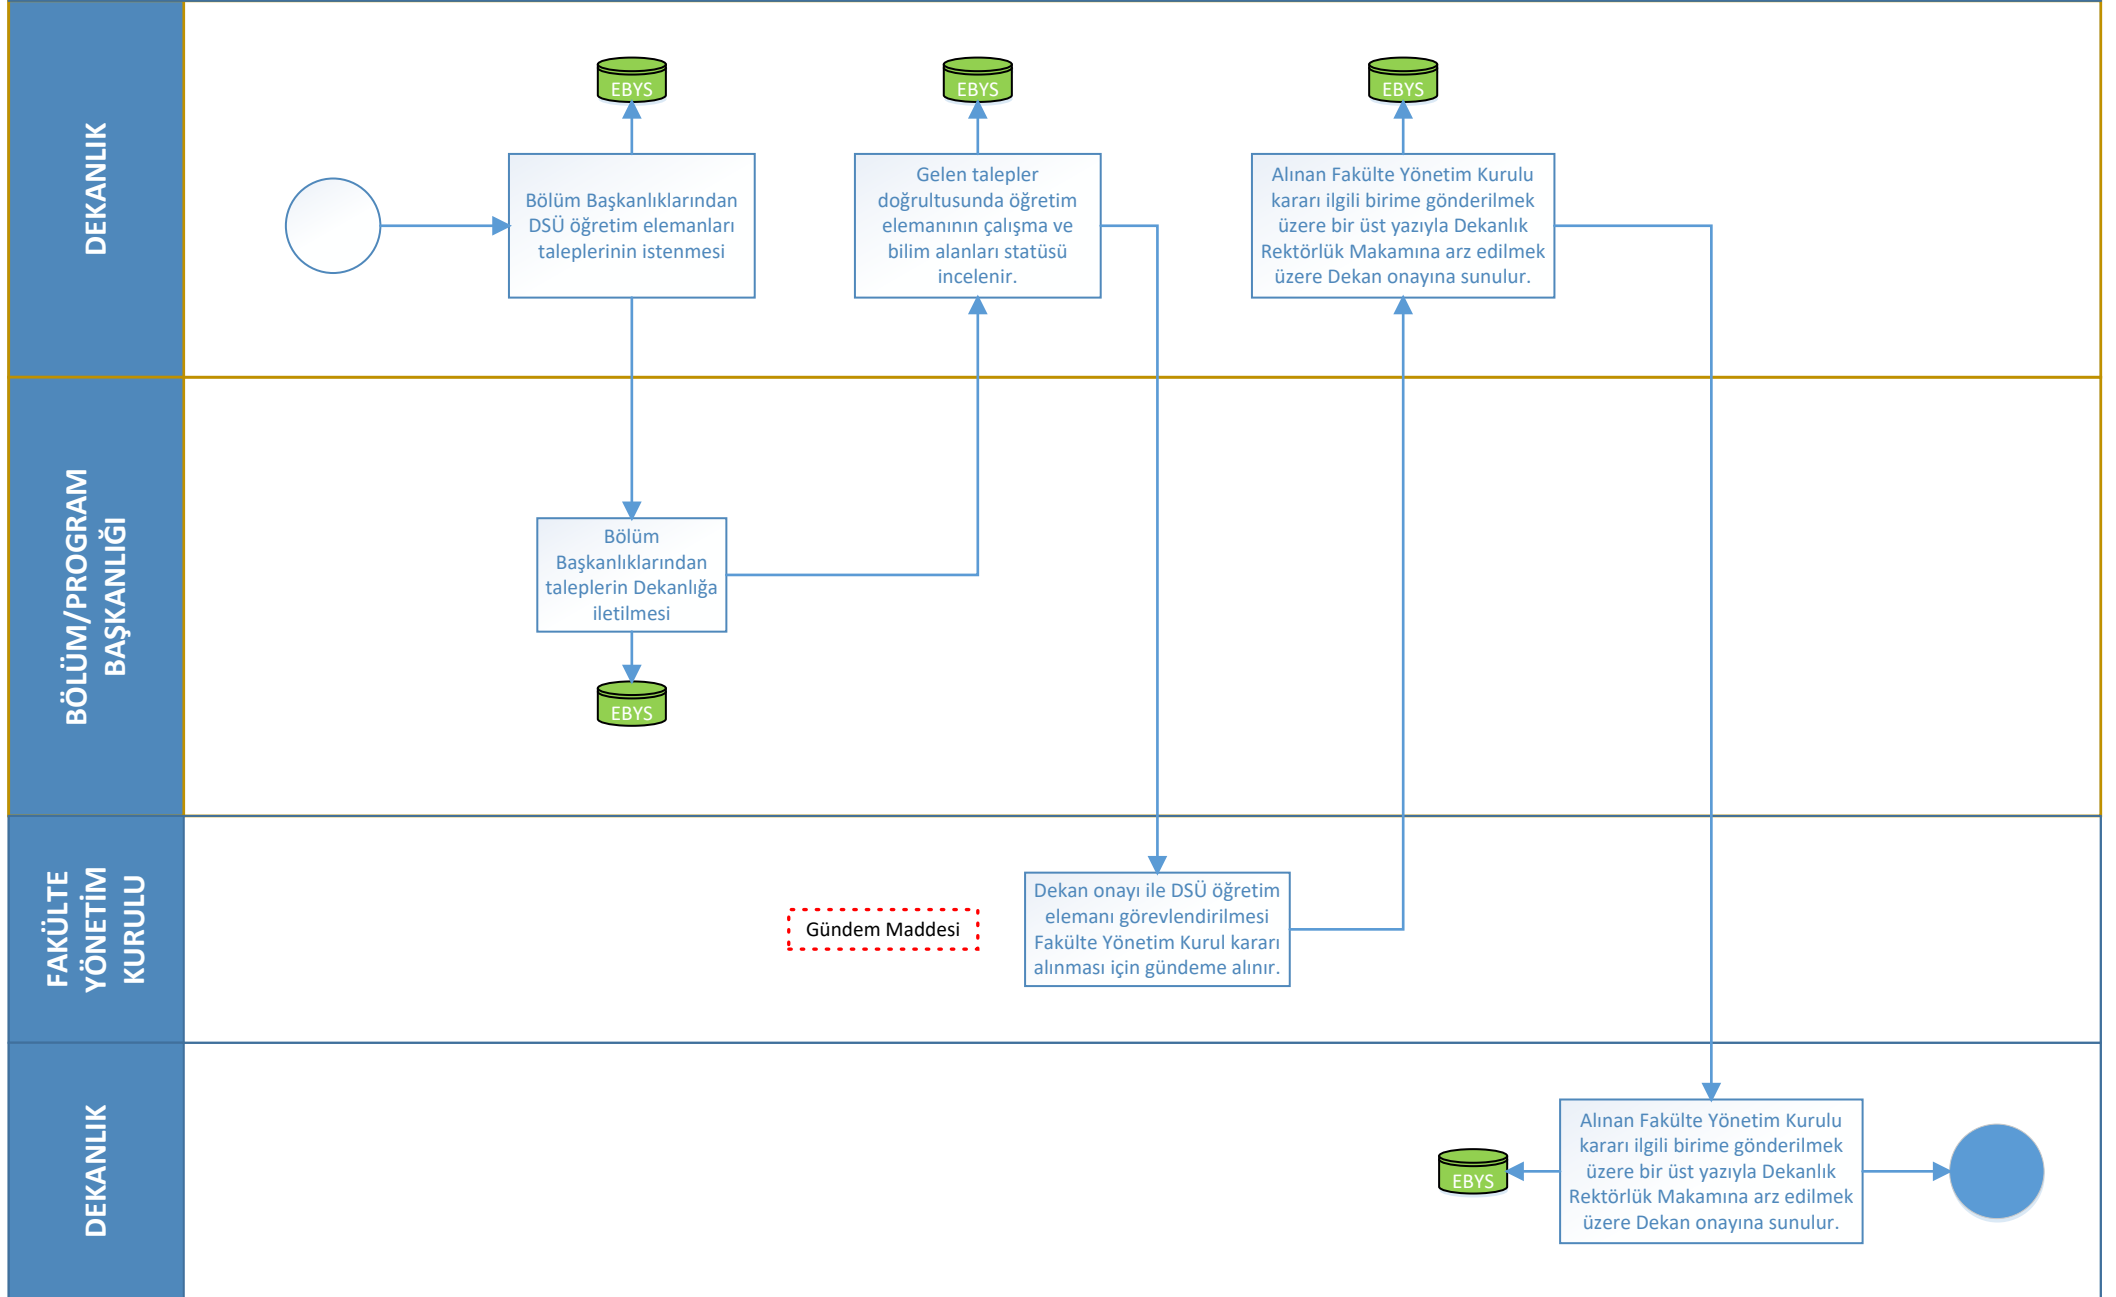 DEKANLIK
EBYS
EBYS
EBYS
Bölüm Başkanlıklarından
DSÜ öğretim elemanları
taleplerinin istenmesi
Gelen talepler
doğrultusunda öğretim
elemanının çalışma ve
bilim alanları statüsü
incelenir.
Alınan Fakülte Yönetim Kurulu
kararı ilgili birime gönderilmek
üzere bir üst yazıyla Dekanlık
Rektörlük Makamına arz edilmek
üzere Dekan onayına sunulur.
BÖLÜM/PROGRAM
BAŞKANLIĞI
Bölüm
Başkanlıklarından
taleplerin Dekanlığa
iletilmesi
EBYS
FAKÜLTE
YÖNETİM
KURULU
Gündem Maddesi
Dekan onayı ile DSÜ öğretim
elemanı görevlendirilmesi
Fakülte Yönetim Kurul kararı
alınması için gündeme alınır.
DEKANLIK
EBYS
Alınan Fakülte Yönetim Kurulu
kararı ilgili birime gönderilmek
üzere bir üst yazıyla Dekanlık
Rektörlük Makamına arz edilmek
üzere Dekan onayına sunulur.